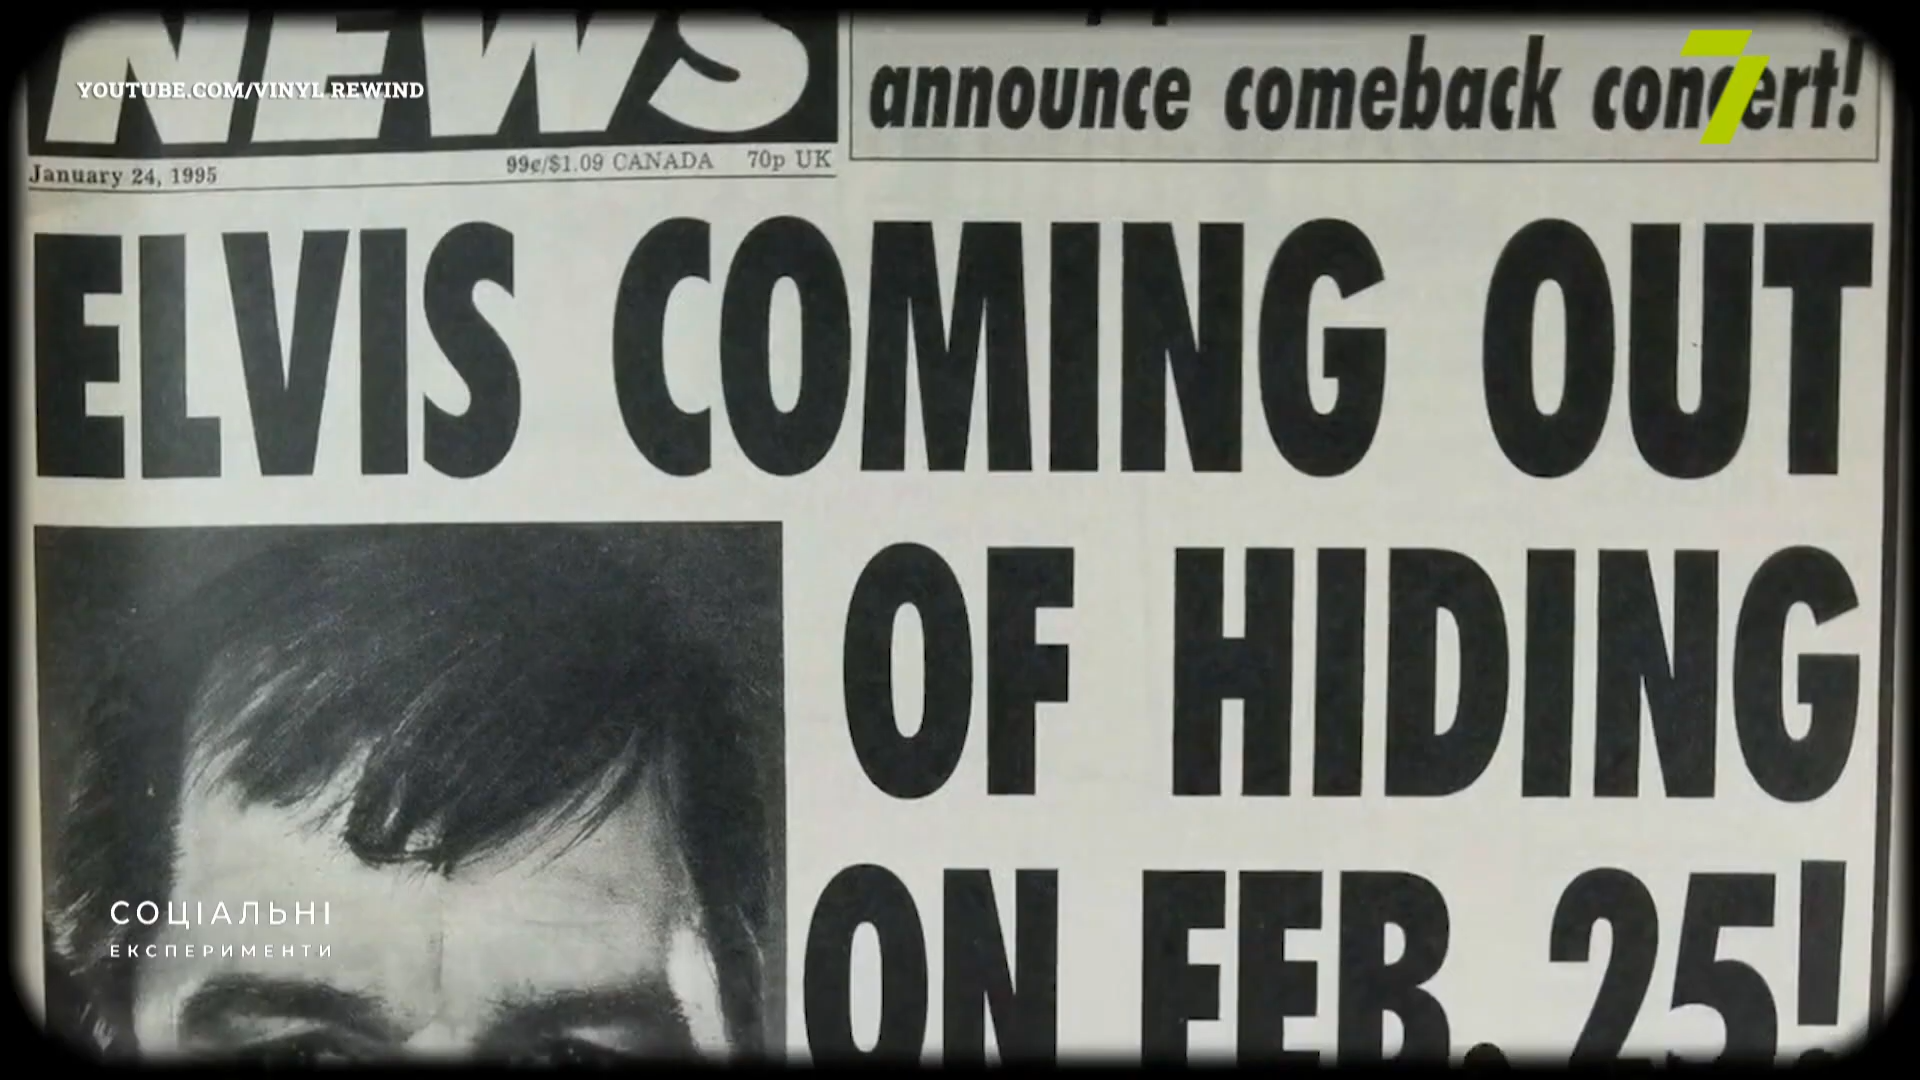 NEWS
YOUTUBE.COM/VINYL REWIND
announce comeback concert!
7
January 24, 1995 99¢/$1.09 CANADA 70p UK
ELVIS COMING OUT
OF HIDING
ON FEB. 25!
СОЦІАЛЬНІ
ЕКСПЕРИМЕНТИ